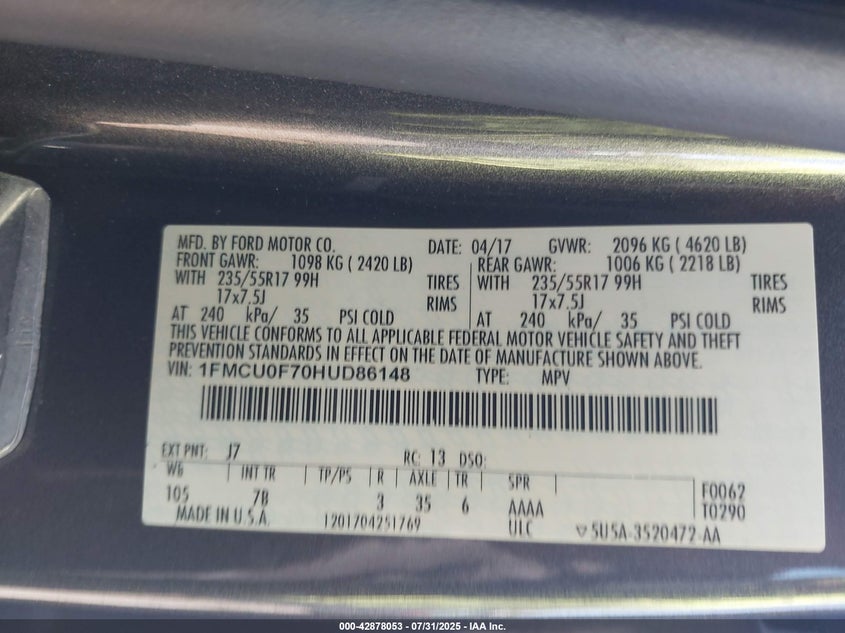 MFD. BY FORD MOTOR CO. DATE: 04/17 GVWR: 2096 KG ( 4620 LB)
FRONT GAWR: 1098 KG ( 2420 LB) REAR GAWR: 1006 KG ( 2218 LB)
WITH 235/55R17 99H TIRES WITH 235/55R17 99H TIRES
17x7.5J RIMS 17x7.5J RIMS
AT 240 kPa/ 35 PSI COLD AT 240 kPa/ 35 PSI COLD
THIS VEHICLE CONFORMS TO ALL APPLICABLE FEDERAL MOTOR VEHICLE SAFETY AND THEFT
PREVENTION STANDARDS IN EFFECT ON THE DATE OF MANUFACTURE SHOWN ABOVE.
VIN: 1FMCU0F70HUD86148 TYPE: MPV
EXT PNT: J7 RC: 13 DSO:
WB INT TR TP/PS R AXLE TR SPR
105 7B 3 35 6 AAAA F0062
T0290
MADE IN U.S.A. 1201704251769 ULC 5U5A-3520472-AA
000-42878053 - 07/31/2025 - IAA Inc.